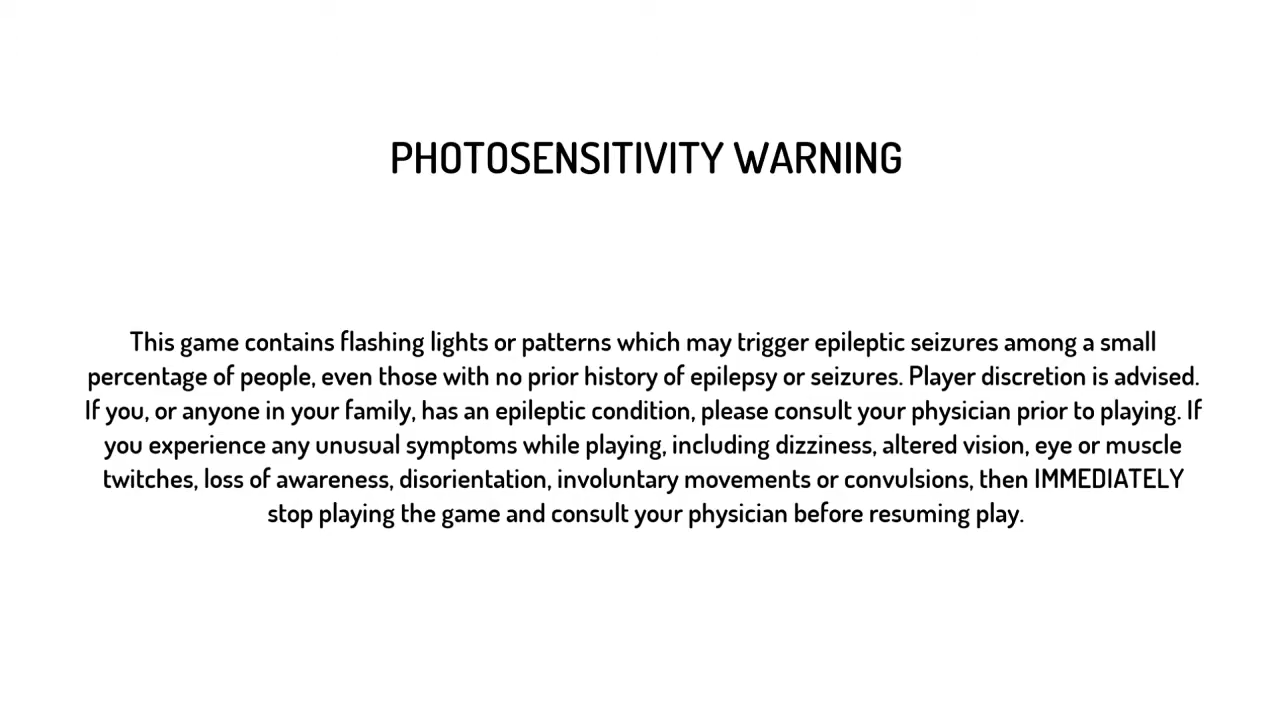 PHOTOSENSITIVITY WARNING
This game contains flashing lights or patterns which may trigger epileptic seizures among a small
percentage of people, even those with no prior history of epilepsy or seizures. Player discretion is advised.
If you, or anyone in your family, has an epileptic condition, please consult your physician prior to playing. If
you experience any unusual symptoms while playing, including dizziness, altered vision, eye or muscle
twitches, loss of awareness, disorientation, involuntary movements or convulsions, then IMMEDIATELY
stop playing the game and consult your physician before resuming play.